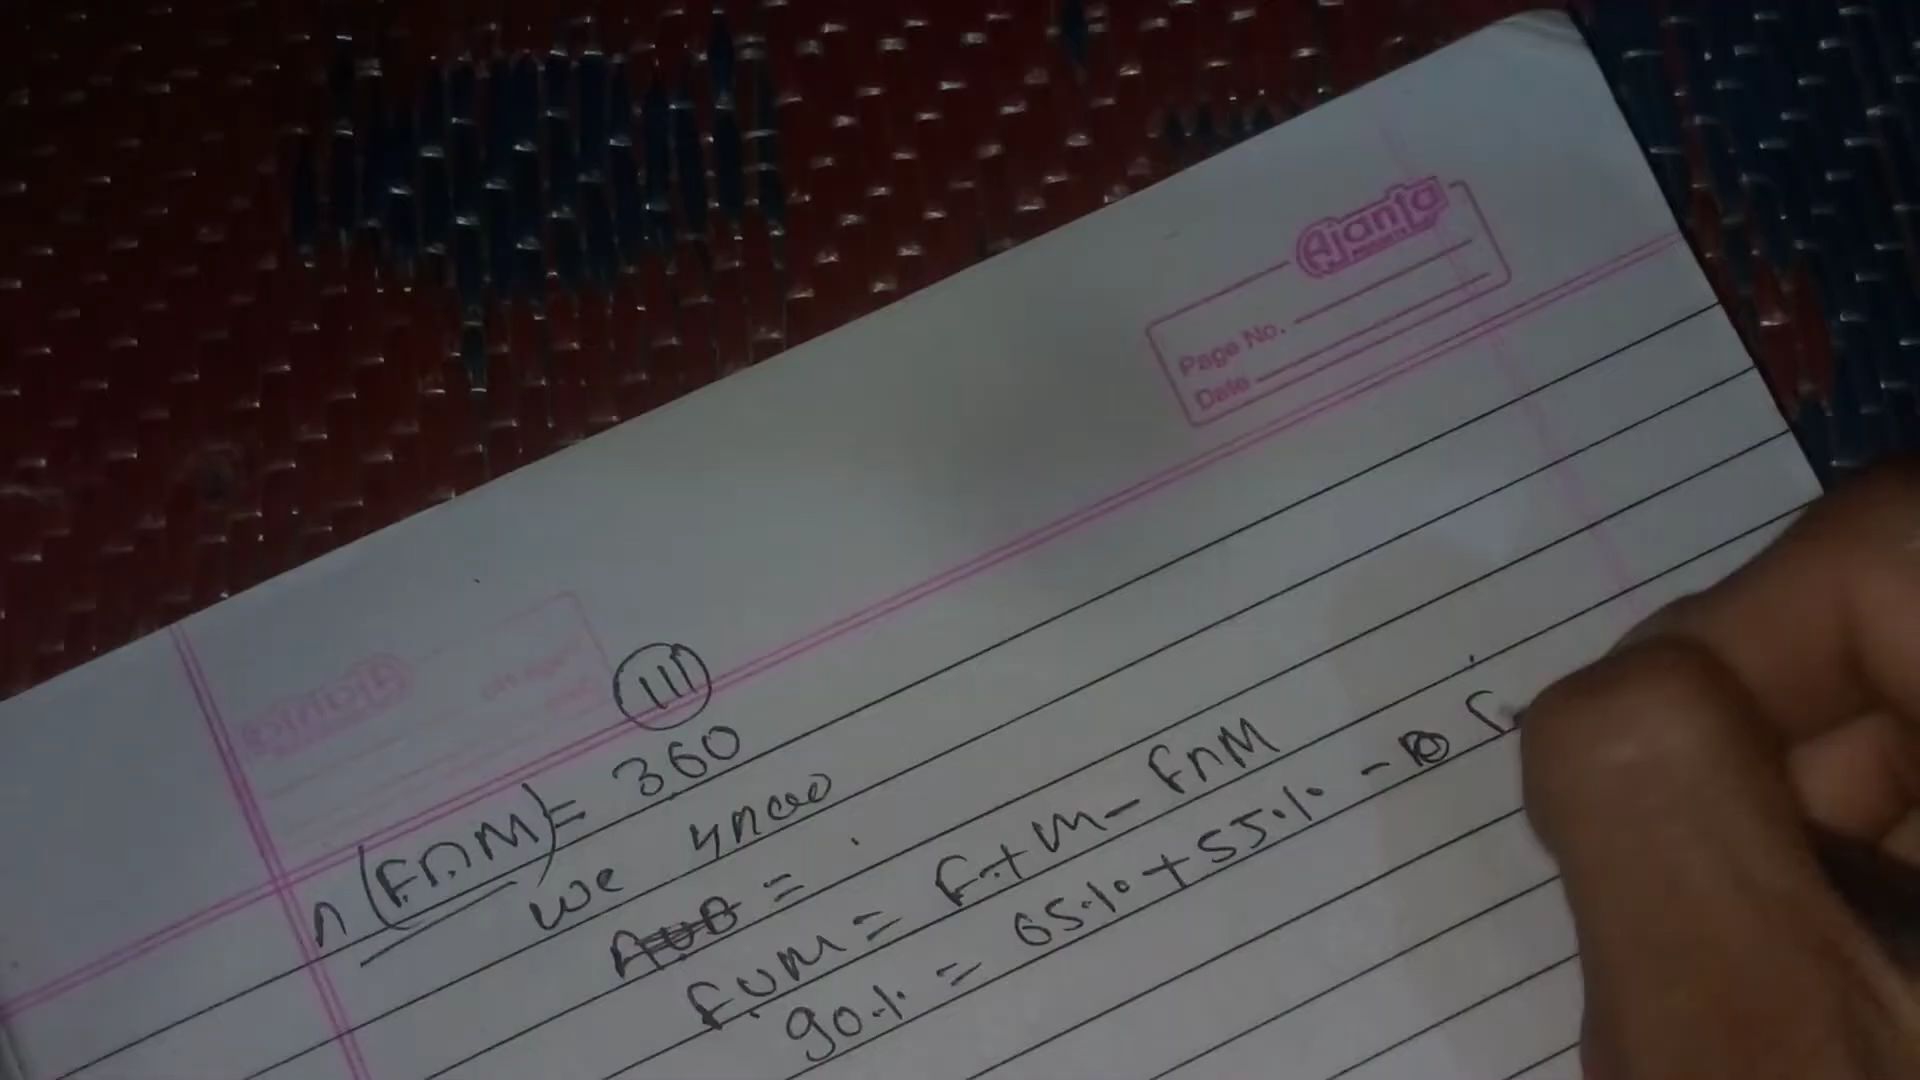 Ajanta
Page No.
Date
III
n(F∩M) = 360
we know
A∪B =
F∪M = F+M-F∩M
90% = 65%+55% - F